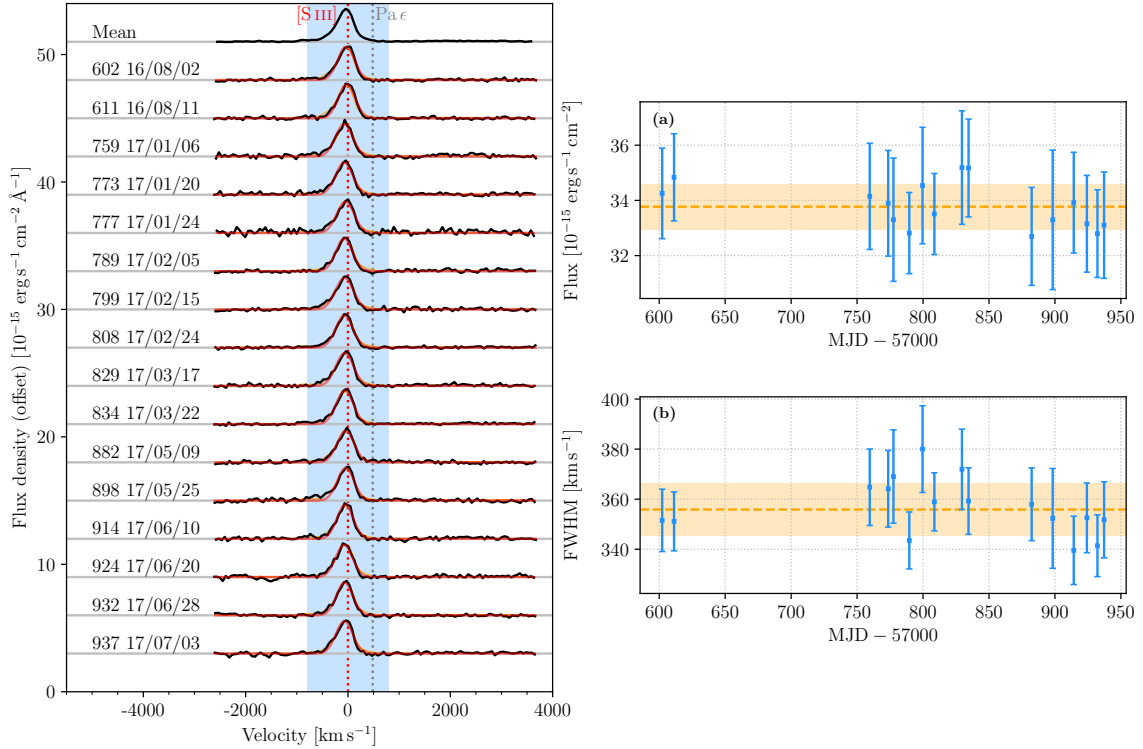 [S III] Pa ϵ
50
40
30
20
10
0
Flux density (offset) [10⁻¹⁵ erg s⁻¹ cm⁻² Å⁻¹]
Mean
602 16/08/02
611 16/08/11
759 17/01/06
773 17/01/20
777 17/01/24
789 17/02/05
799 17/02/15
808 17/02/24
829 17/03/17
834 17/03/22
882 17/05/09
898 17/05/25
914 17/06/10
924 17/06/20
932 17/06/28
937 17/07/03
-4000 -2000 0 2000 4000
Velocity [km s⁻¹]
(a)
36
34
32
Flux [10⁻¹⁵ erg s⁻¹ cm⁻²]
600 650 700 750 800 850 900 950
MJD − 57000
(b)
400
380
360
340
FWHM [km s⁻¹]
600 650 700 750 800 850 900 950
MJD − 57000